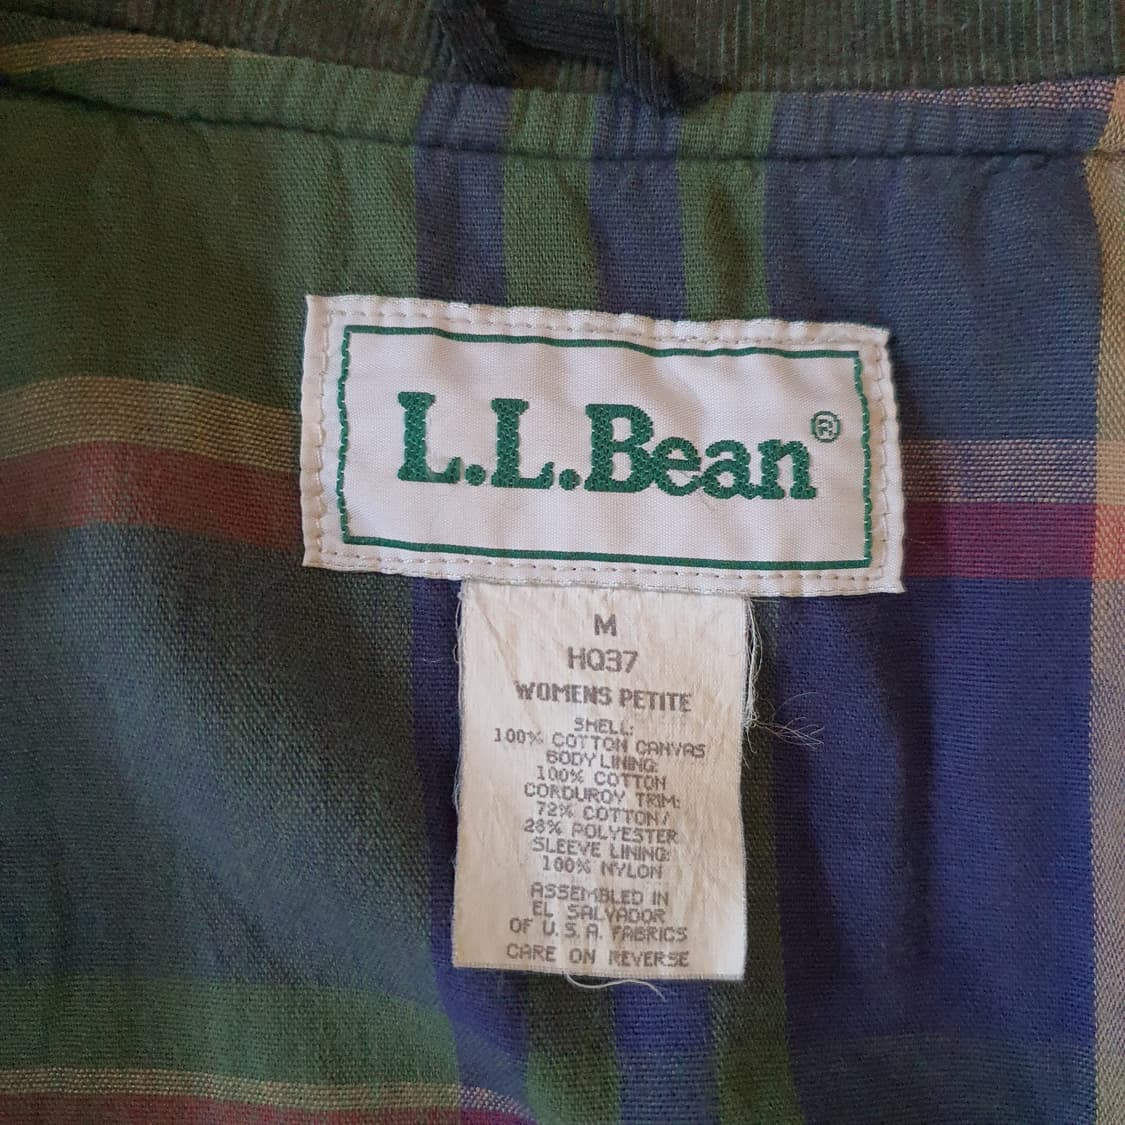 L.L.Bean®
M
HQ37
WOMENS PETITE
SHELL:
100% COTTON CANVAS
BODY LINING:
100% COTTON
CORDUROY TRIM:
72% COTTON/
28% POLYESTER
SLEEVE LINING:
100% NYLON
ASSEMBLED IN
EL SALVADOR
OF U.S.A. FABRICS
CARE ON REVERSE